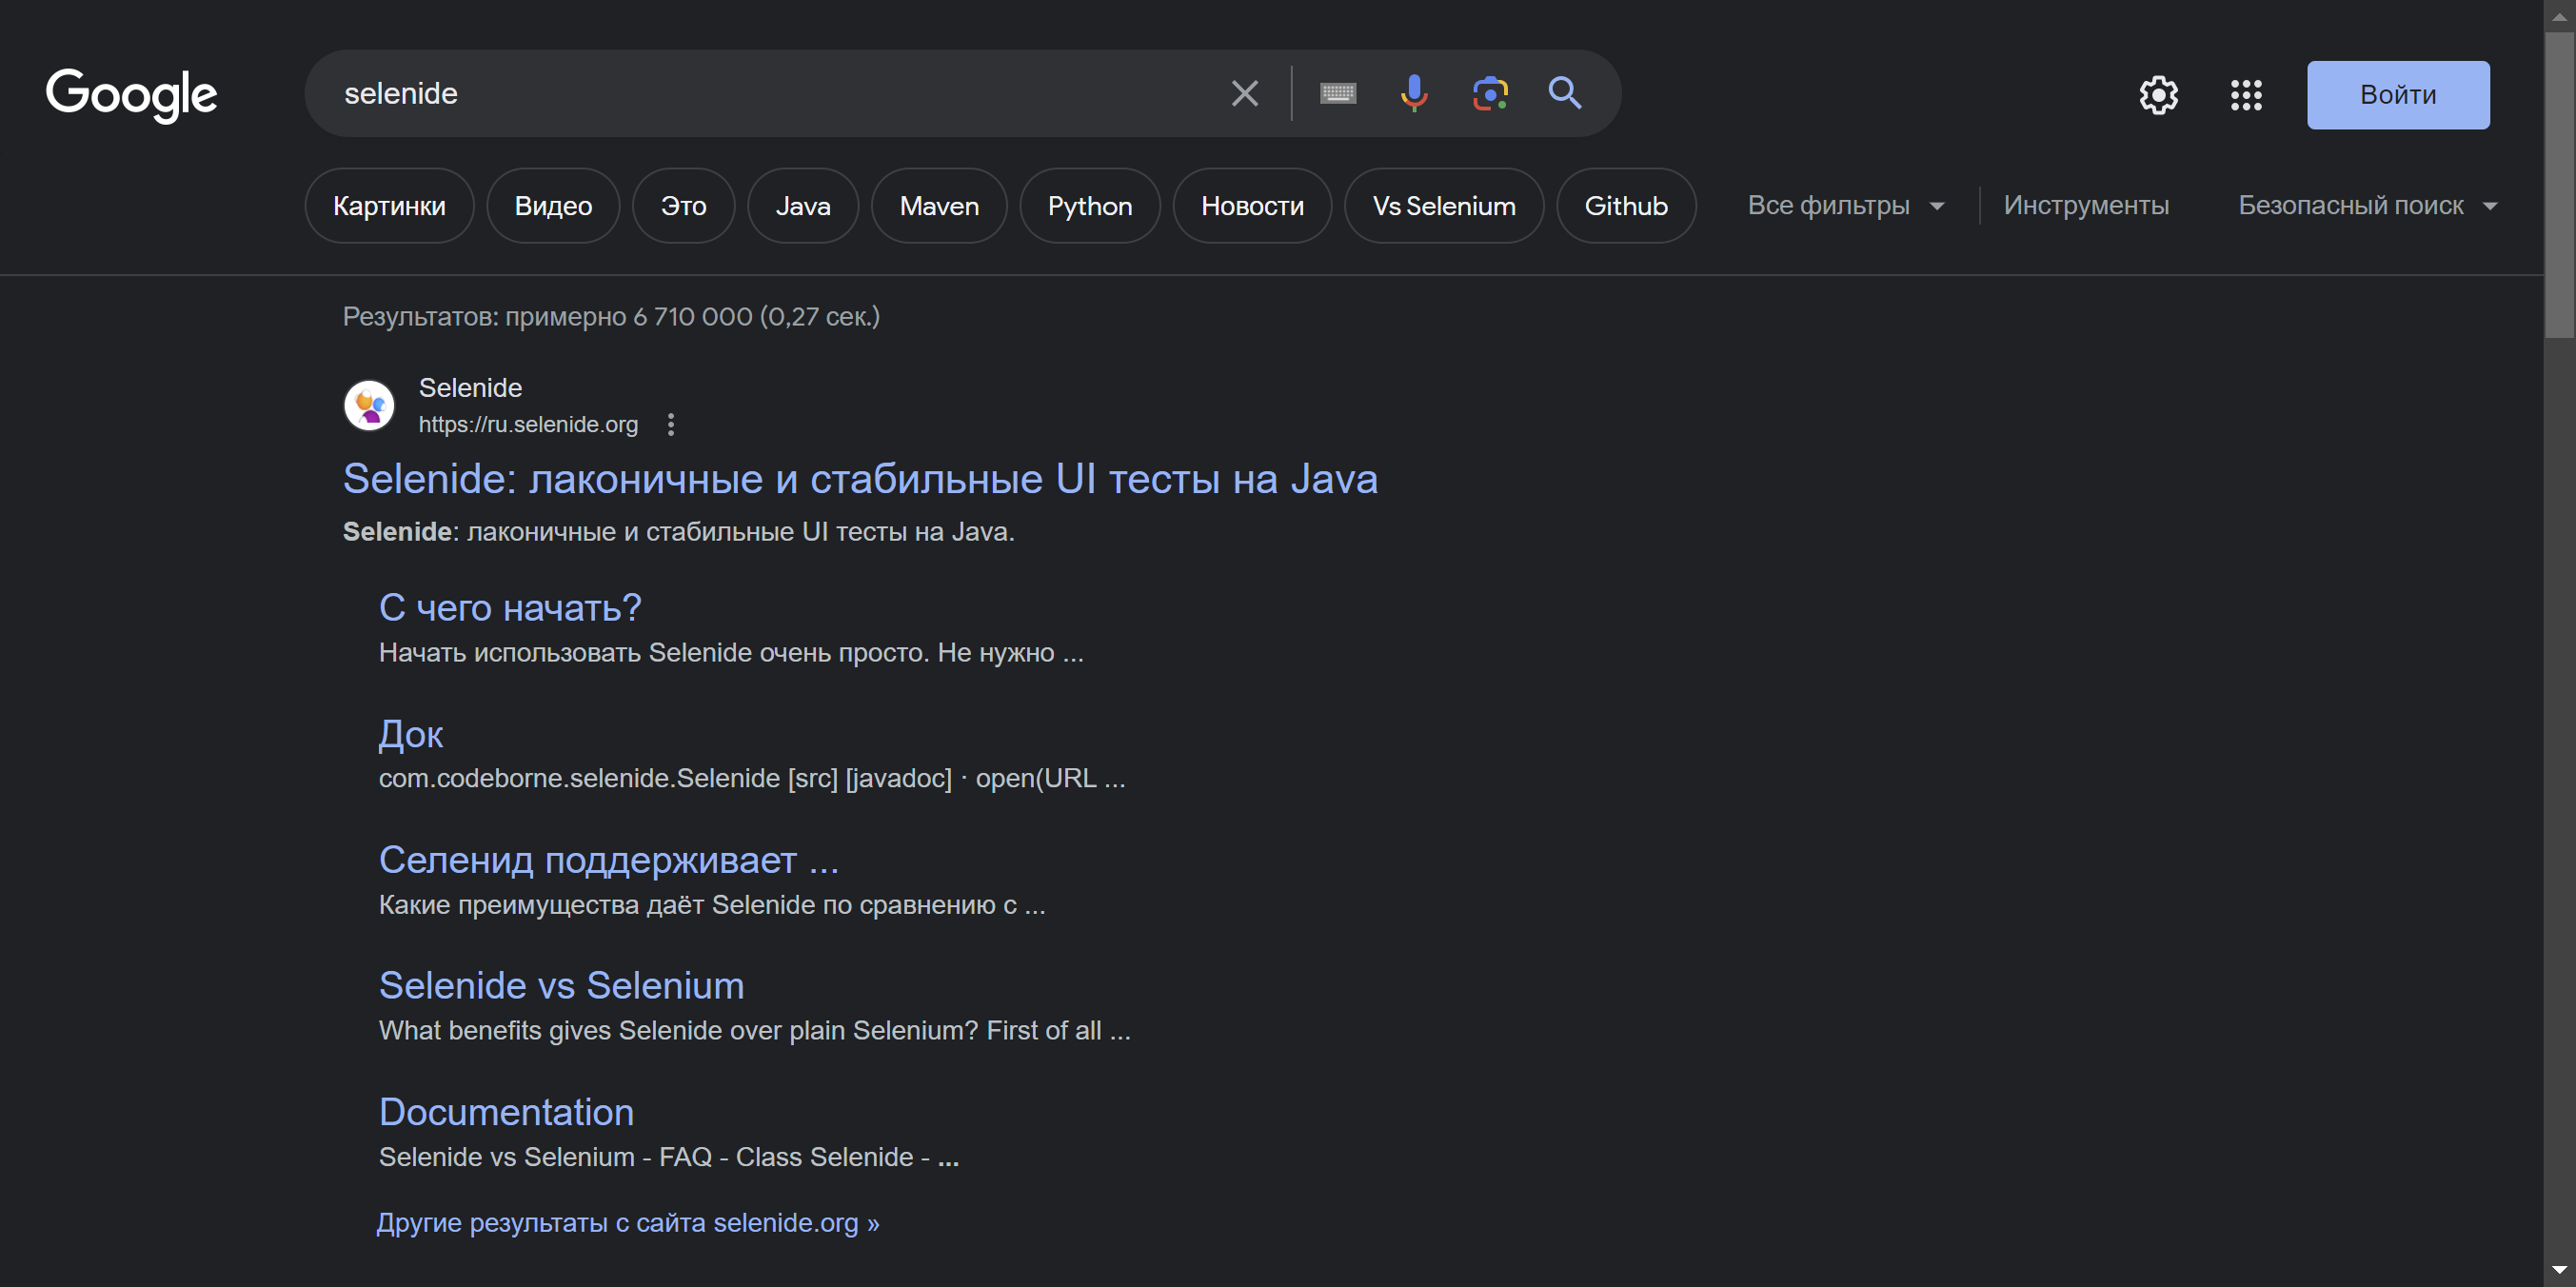 Google
selenide
Войти
Картинки Видео Это Java Maven Python Новости Vs Selenium Github Все фильтры Инструменты Безопасный поиск
Результатов: примерно 6 710 000 (0,27 сек.)
Selenide
https://ru.selenide.org
Selenide: лаконичные и стабильные UI тесты на Java
Selenide: лаконичные и стабильные UI тесты на Java.
С чего начать?
Начать использовать Selenide очень просто. Не нужно ...
Док
com.codeborne.selenide.Selenide [src] [javadoc] · open(URL ...
Селенид поддерживает ...
Какие преимущества даёт Selenide по сравнению с ...
Selenide vs Selenium
What benefits gives Selenide over plain Selenium? First of all ...
Documentation
Selenide vs Selenium - FAQ - Class Selenide - ...
Другие результаты с сайта selenide.org »